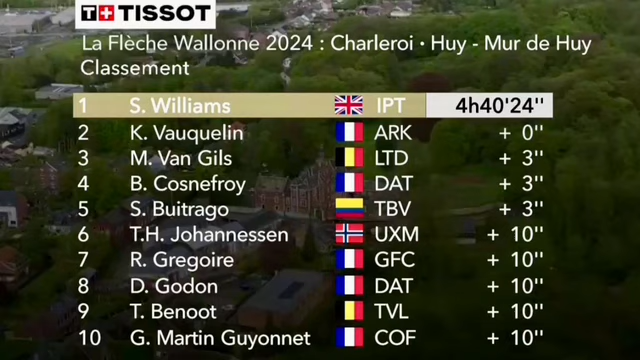 T+ TISSOT
La Flèche Wallonne 2024 : Charleroi • Huy - Mur de Huy
Classement
1 S. Williams IPT 4h40'24''
2 K. Vauquelin ARK + 0''
3 M. Van Gils LTD + 3''
4 B. Cosnefroy DAT + 3''
5 S. Buitrago TBV + 3''
6 T.H. Johannessen UXM + 10''
7 R. Gregoire GFC + 10''
8 D. Godon DAT + 10''
9 T. Benoot TVL + 10''
10 G. Martin Guyonnet COF + 10''